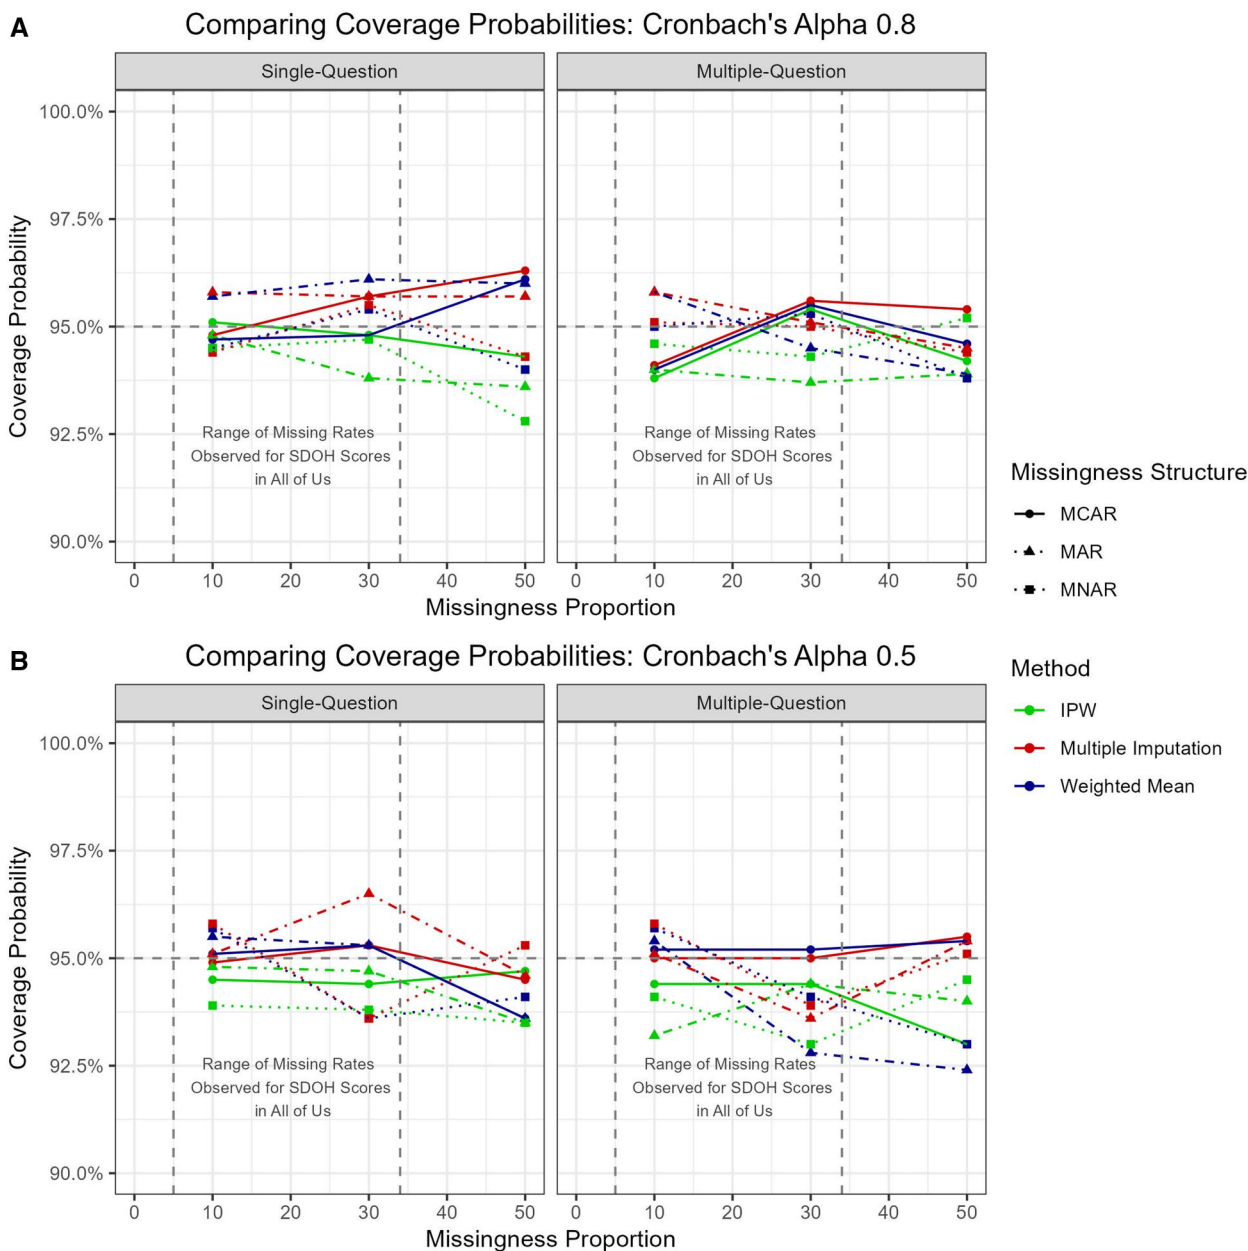 A
Comparing Coverage Probabilities: Cronbach's Alpha 0.8
Single-Question
Multiple-Question
Coverage Probability
100.0%
97.5%
95.0%
92.5%
90.0%
Range of Missing Rates
Observed for SDOH Scores
in All of Us
Range of Missing Rates
Observed for SDOH Scores
in All of Us
0 10 20 30 40 50
0 10 20 30 40 50
Missingness Proportion
Missingness Structure
MCAR
MAR
MNAR
Method
IPW
Multiple Imputation
Weighted Mean
B
Comparing Coverage Probabilities: Cronbach's Alpha 0.5
Single-Question
Multiple-Question
Coverage Probability
100.0%
97.5%
95.0%
92.5%
90.0%
Range of Missing Rates
Observed for SDOH Scores
in All of Us
Range of Missing Rates
Observed for SDOH Scores
in All of Us
0 10 20 30 40 50
0 10 20 30 40 50
Missingness Proportion